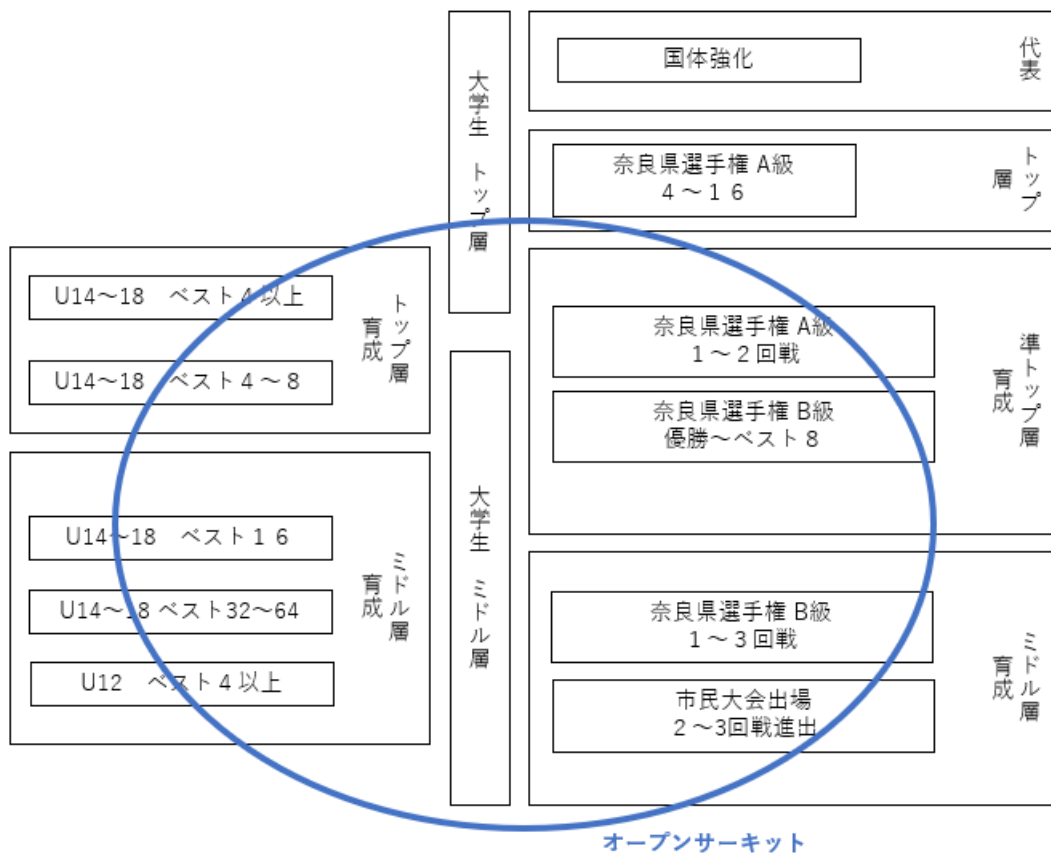 国体強化
代表
奈良県選手権 A級
4～16
トップ層
大学生 トップ層
U14～18 ベスト4以上
U14～18 ベスト4～8
トップ層育成
奈良県選手権 A級
1～2回戦
奈良県選手権 B級
優勝～ベスト8
準トップ層育成
大学生 ミドル層
U14～18 ベスト16
U14～18 ベスト32～64
U12 ベスト4以上
ミドル層育成
奈良県選手権 B級
1～3回戦
市民大会出場
2～3回戦進出
ミドル層育成
オープンサーキット